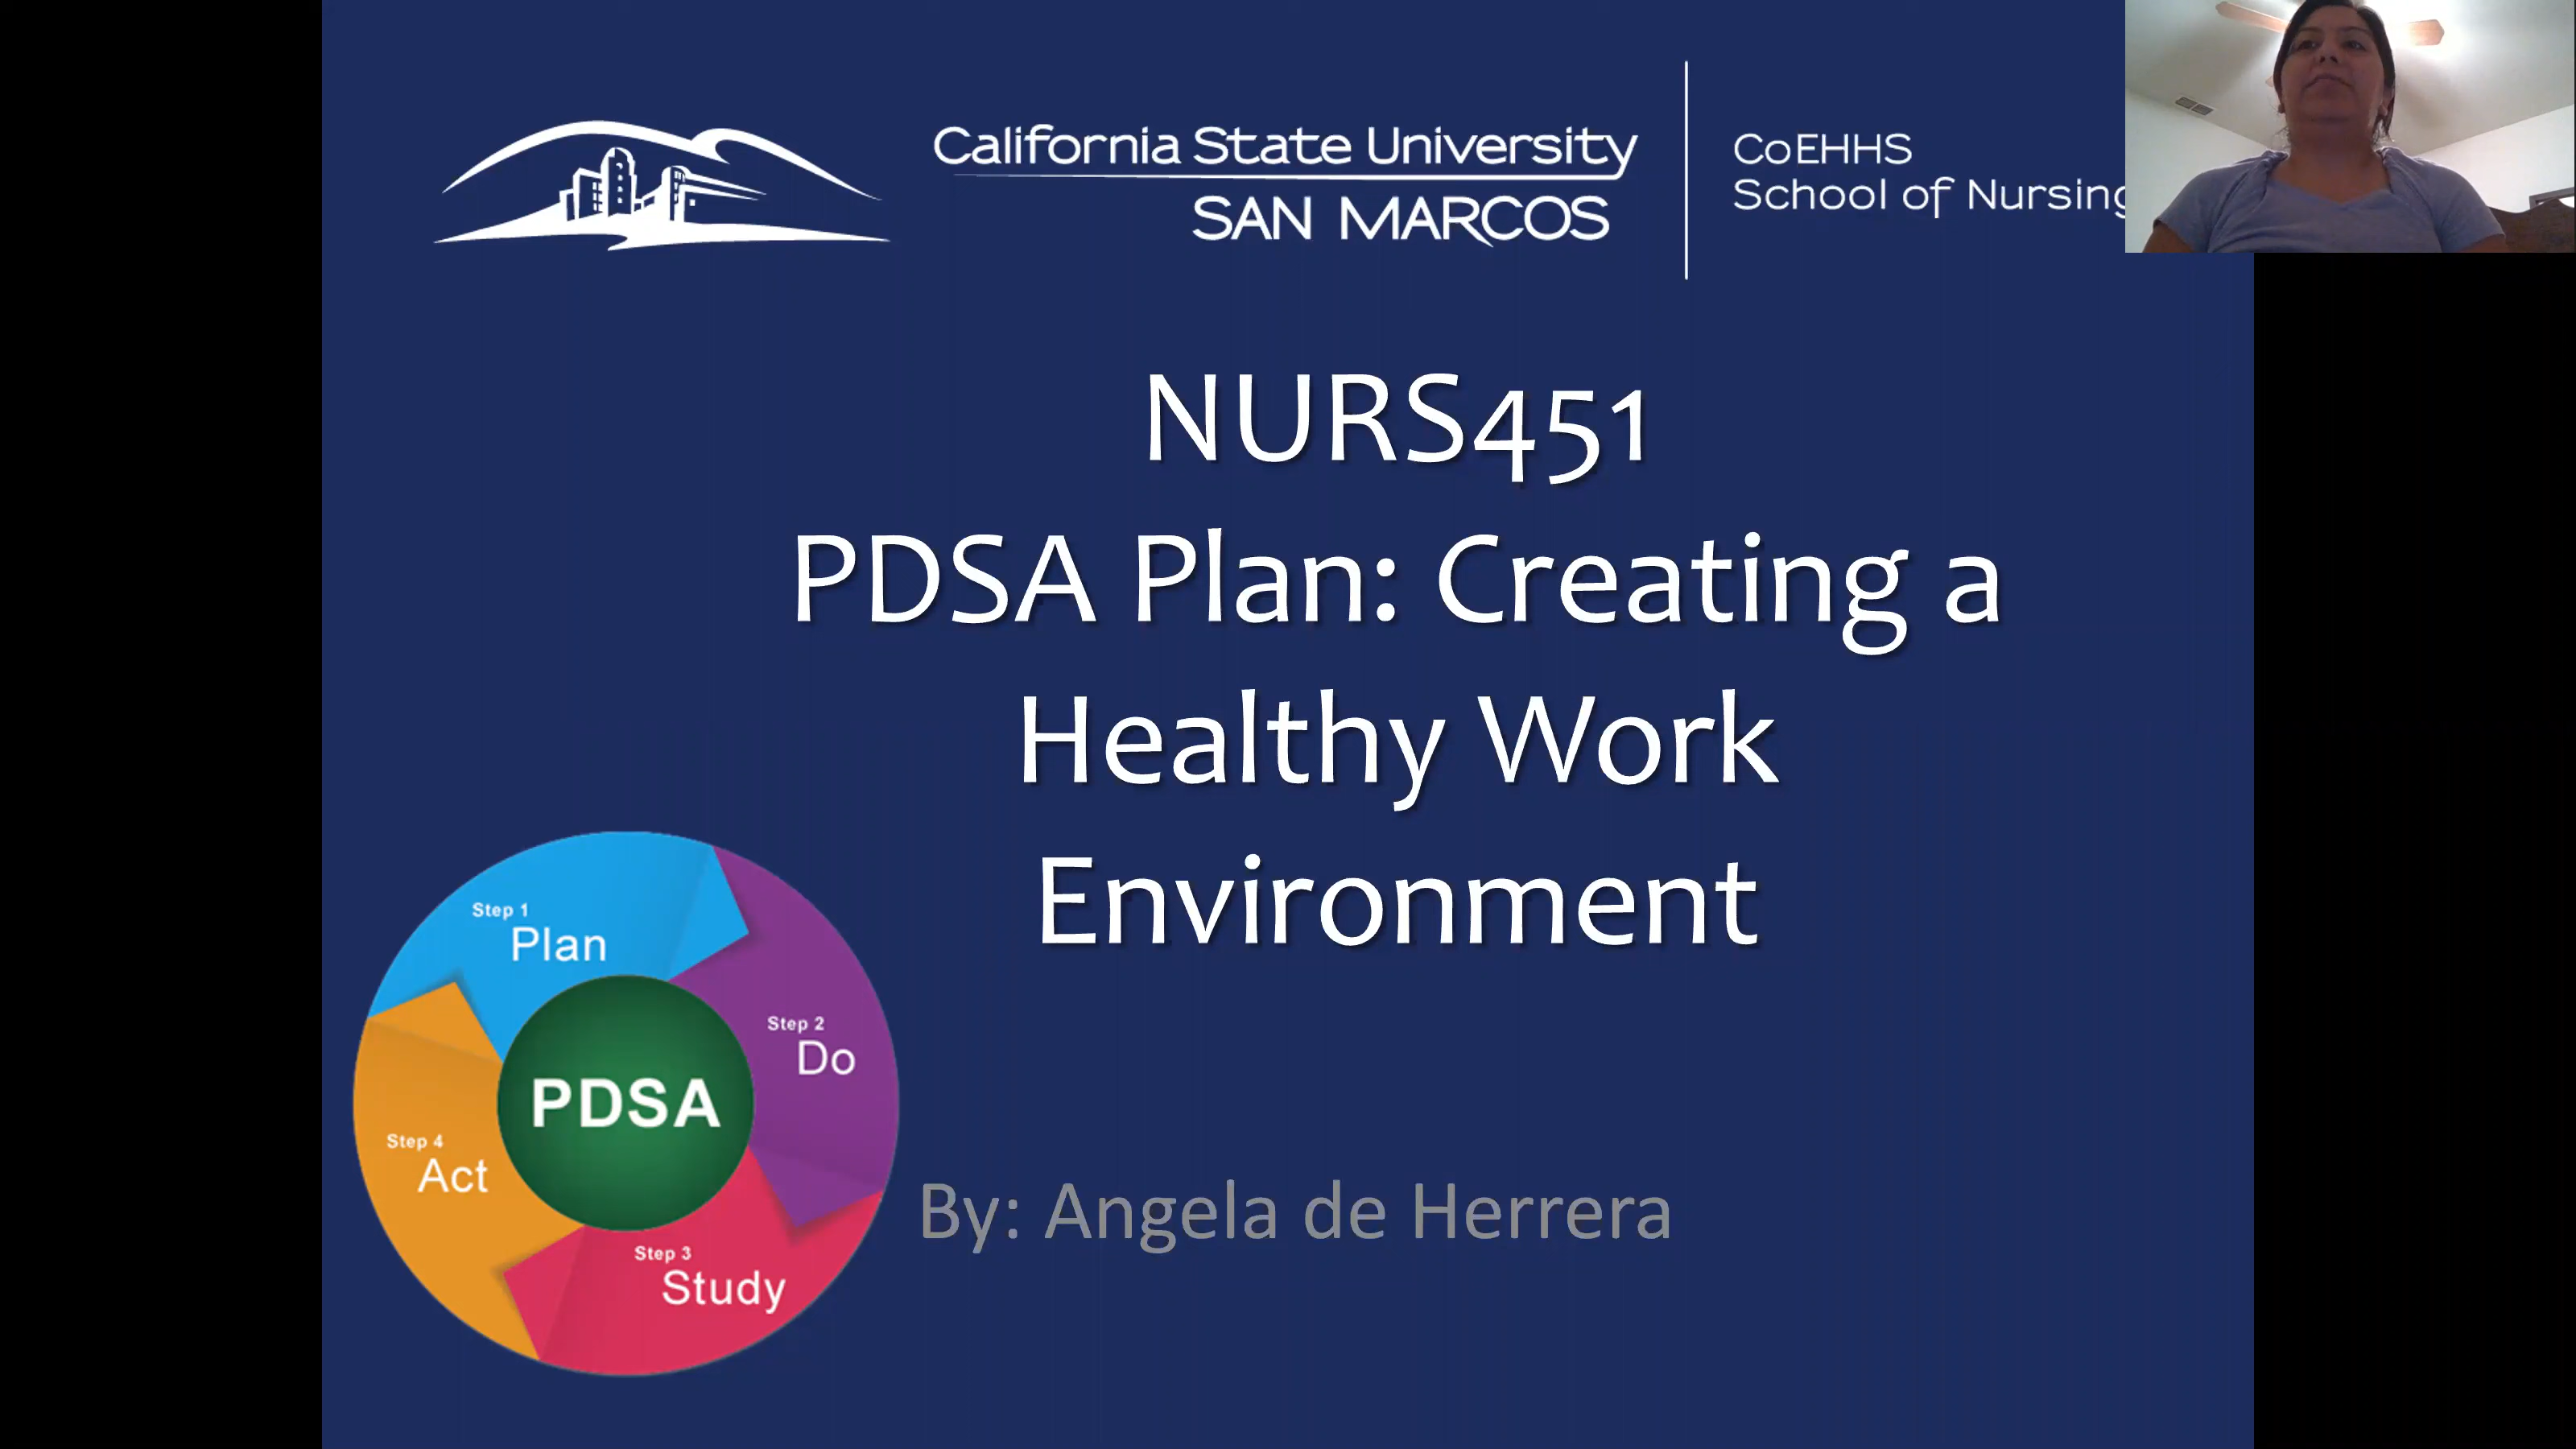 California State University
SAN MARCOS
CoEHHS
School of Nursing
NURS451
PDSA Plan: Creating a
Healthy Work
Environment
Step 1
Plan
Step 2
Do
PDSA
Step 4
Act
Step 3
Study
By: Angela de Herrera